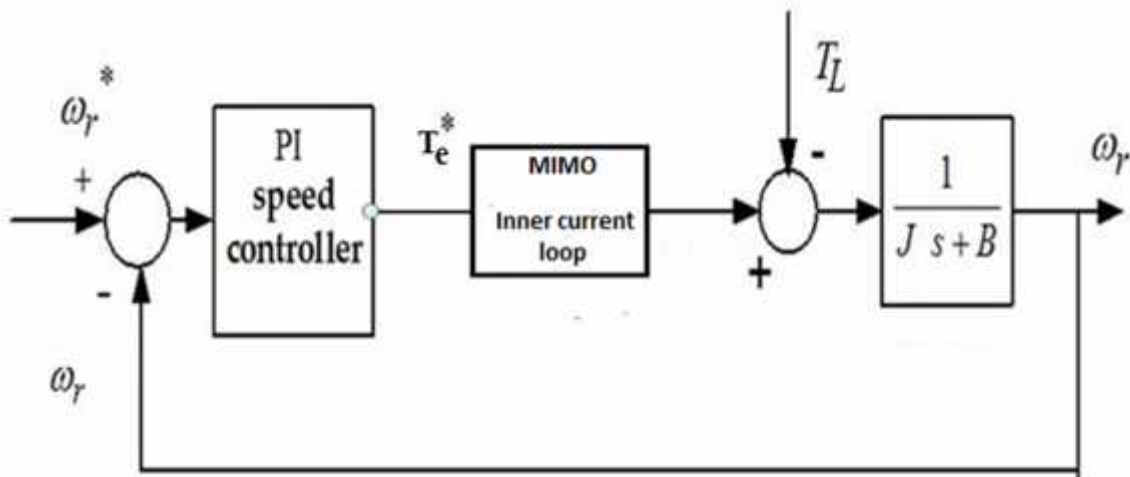 ω_r^*
+
-
ω_r
PI
speed
controller
T_e^*
MIMO
Inner current
loop
T_L
-
+
1
J s+B
ω_r